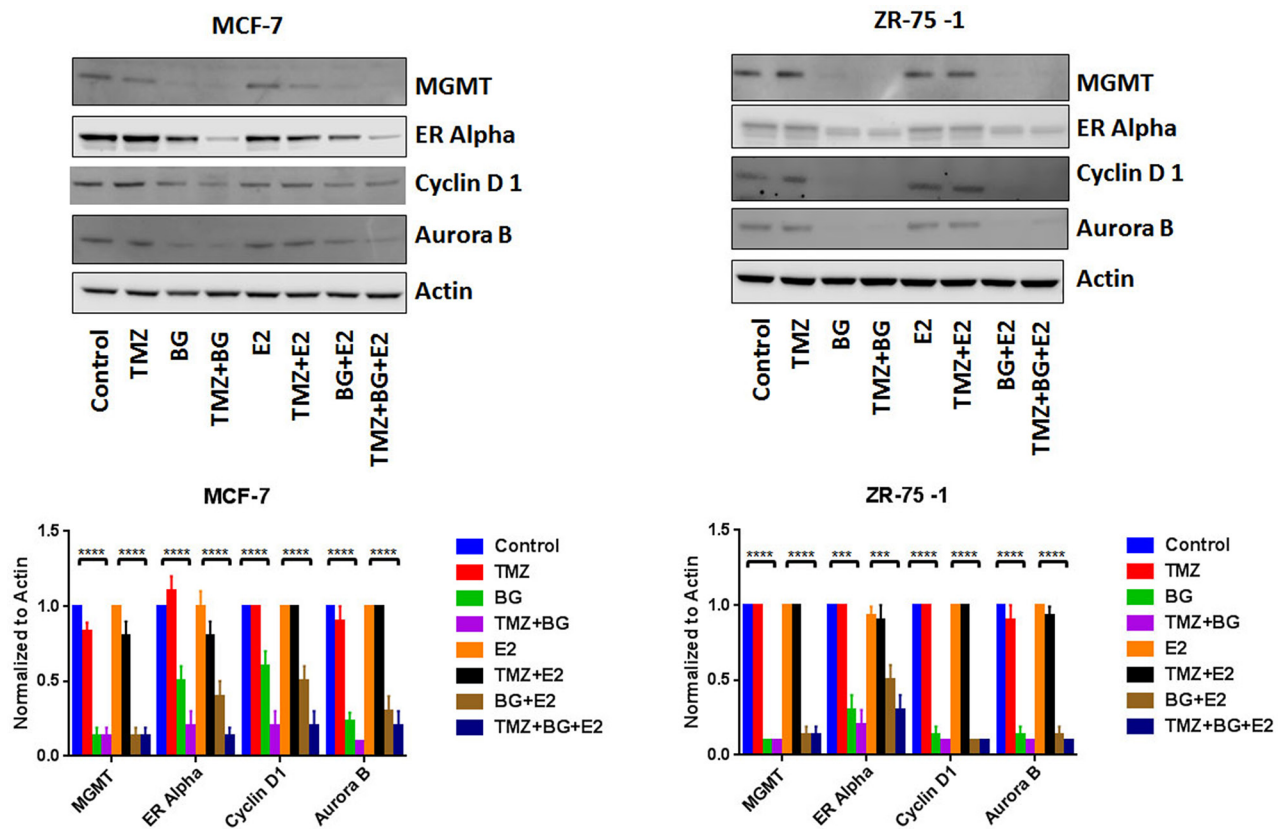 MCF-7
MGMT
ER Alpha
Cyclin D 1
Aurora B
Actin
Control
TMZ
BG
TMZ+BG
E2
TMZ+E2
BG+E2
TMZ+BG+E2
ZR-75 -1
MGMT
ER Alpha
Cyclin D 1
Aurora B
Actin
Control
TMZ
BG
TMZ+BG
E2
TMZ+E2
BG+E2
TMZ+BG+E2
MCF-7
Normalized to Actin
1.5
1.0
0.5
0.0
**** **** **** **** **** **** **** ****
MGMT
ER Alpha
Cyclin D1
Aurora B
Control
TMZ
BG
TMZ+BG
E2
TMZ+E2
BG+E2
TMZ+BG+E2
ZR-75 -1
Normalized to Actin
1.5
1.0
0.5
0.0
**** **** *** *** **** **** **** ****
MGMT
ER Alpha
Cyclin D1
Aurora B
Control
TMZ
BG
TMZ+BG
E2
TMZ+E2
BG+E2
TMZ+BG+E2